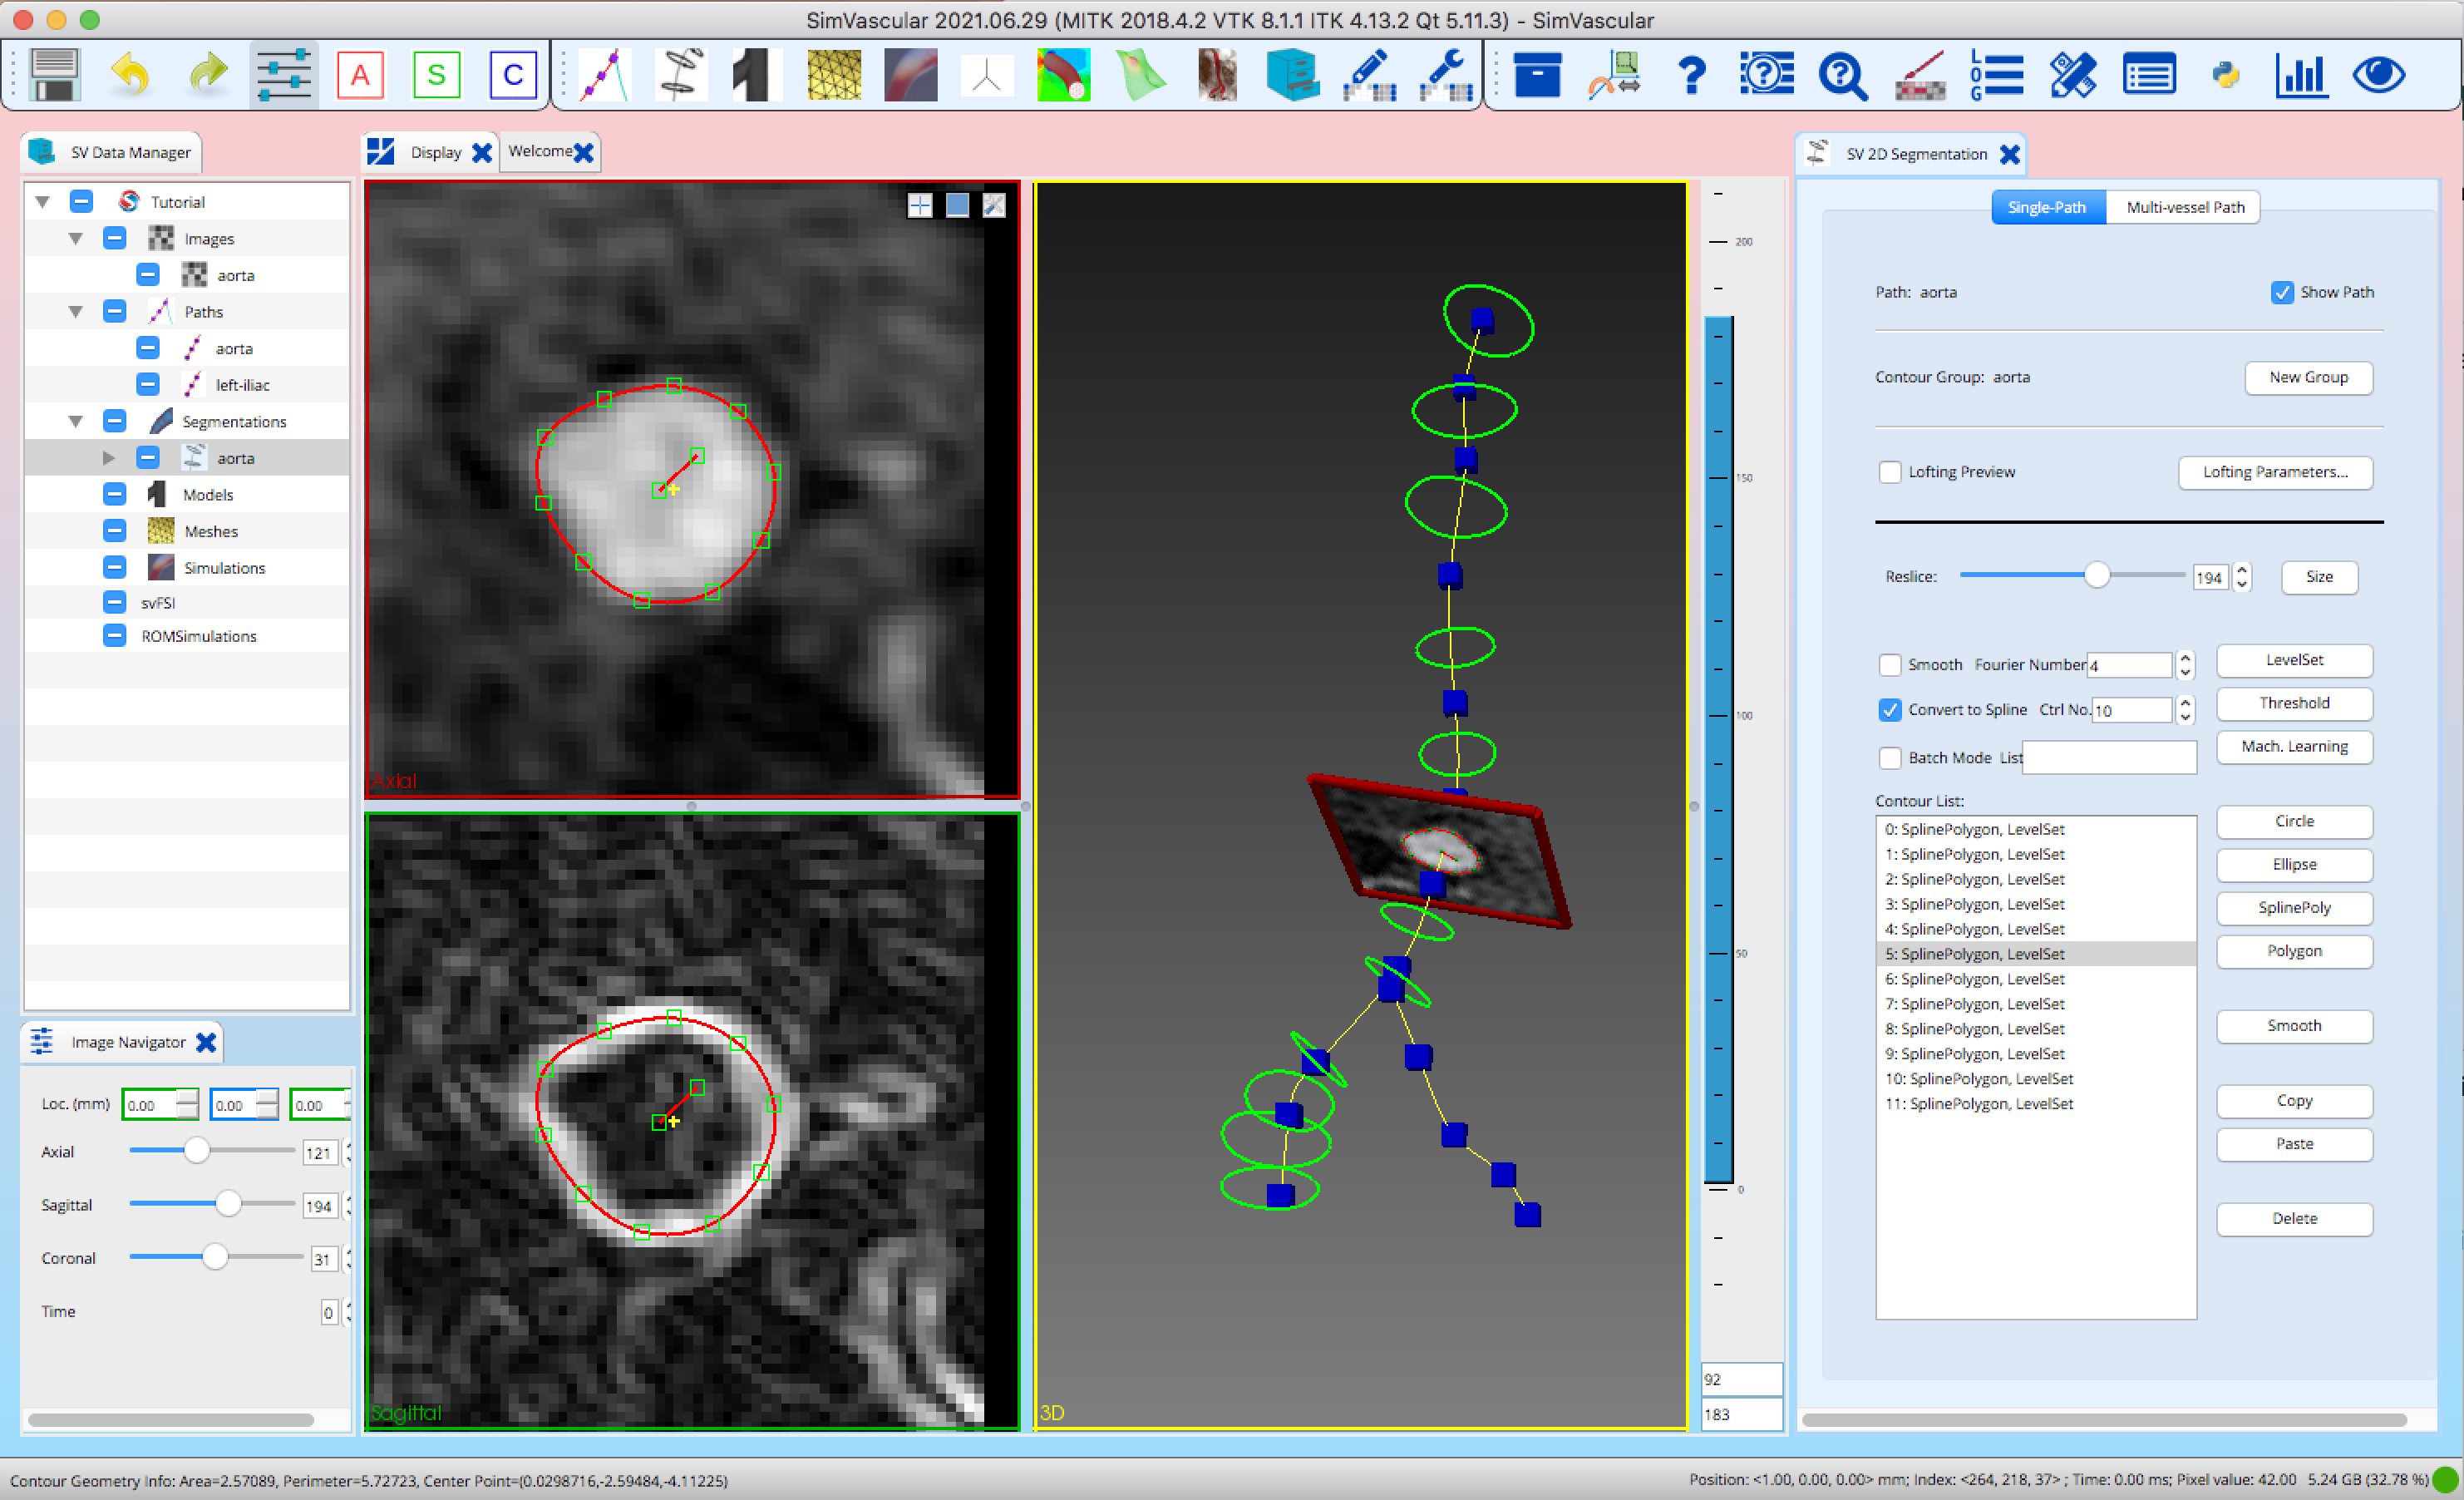 SimVascular 2021.06.29 (MITK 2018.4.2 VTK 8.1.1 ITK 4.13.2 Qt 5.11.3) - SimVascular
A S C
LOG
SV Data Manager
Tutorial
Images
aorta
Paths
aorta
left-iliac
Segmentations
aorta
Models
Meshes
Simulations
svFSI
ROMSimulations
Image Navigator
Loc. (mm) 0.00 0.00 0.00
Axial 121
Sagittal 194
Coronal 31
Time 0
Display Welcome
Axial
Sagittal
3D
200
150
100
50
0
92
183
SV 2D Segmentation
Single-Path Multi-vessel Path
Path: aorta Show Path
Contour Group: aorta New Group
Lofting Preview Lofting Parameters...
Reslice: 194 Size
Smooth Fourier Number 4 LevelSet
Convert to Spline Ctrl No. 10 Threshold
Batch Mode List Mach. Learning
Contour List:
0: SplinePolygon, LevelSet
1: SplinePolygon, LevelSet
2: SplinePolygon, LevelSet
3: SplinePolygon, LevelSet
4: SplinePolygon, LevelSet
5: SplinePolygon, LevelSet
6: SplinePolygon, LevelSet
7: SplinePolygon, LevelSet
8: SplinePolygon, LevelSet
9: SplinePolygon, LevelSet
10: SplinePolygon, LevelSet
11: SplinePolygon, LevelSet
Circle
Ellipse
SplinePoly
Polygon
Smooth
Copy
Paste
Delete
Contour Geometry Info: Area=2.57089, Perimeter=5.72723, Center Point=(0.0298716,-2.59484,-4.11225)
Position: <1.00, 0.00, 0.00> mm; Index: <264, 218, 37> ; Time: 0.00 ms; Pixel value: 42.00 5.24 GB (32.78 %)